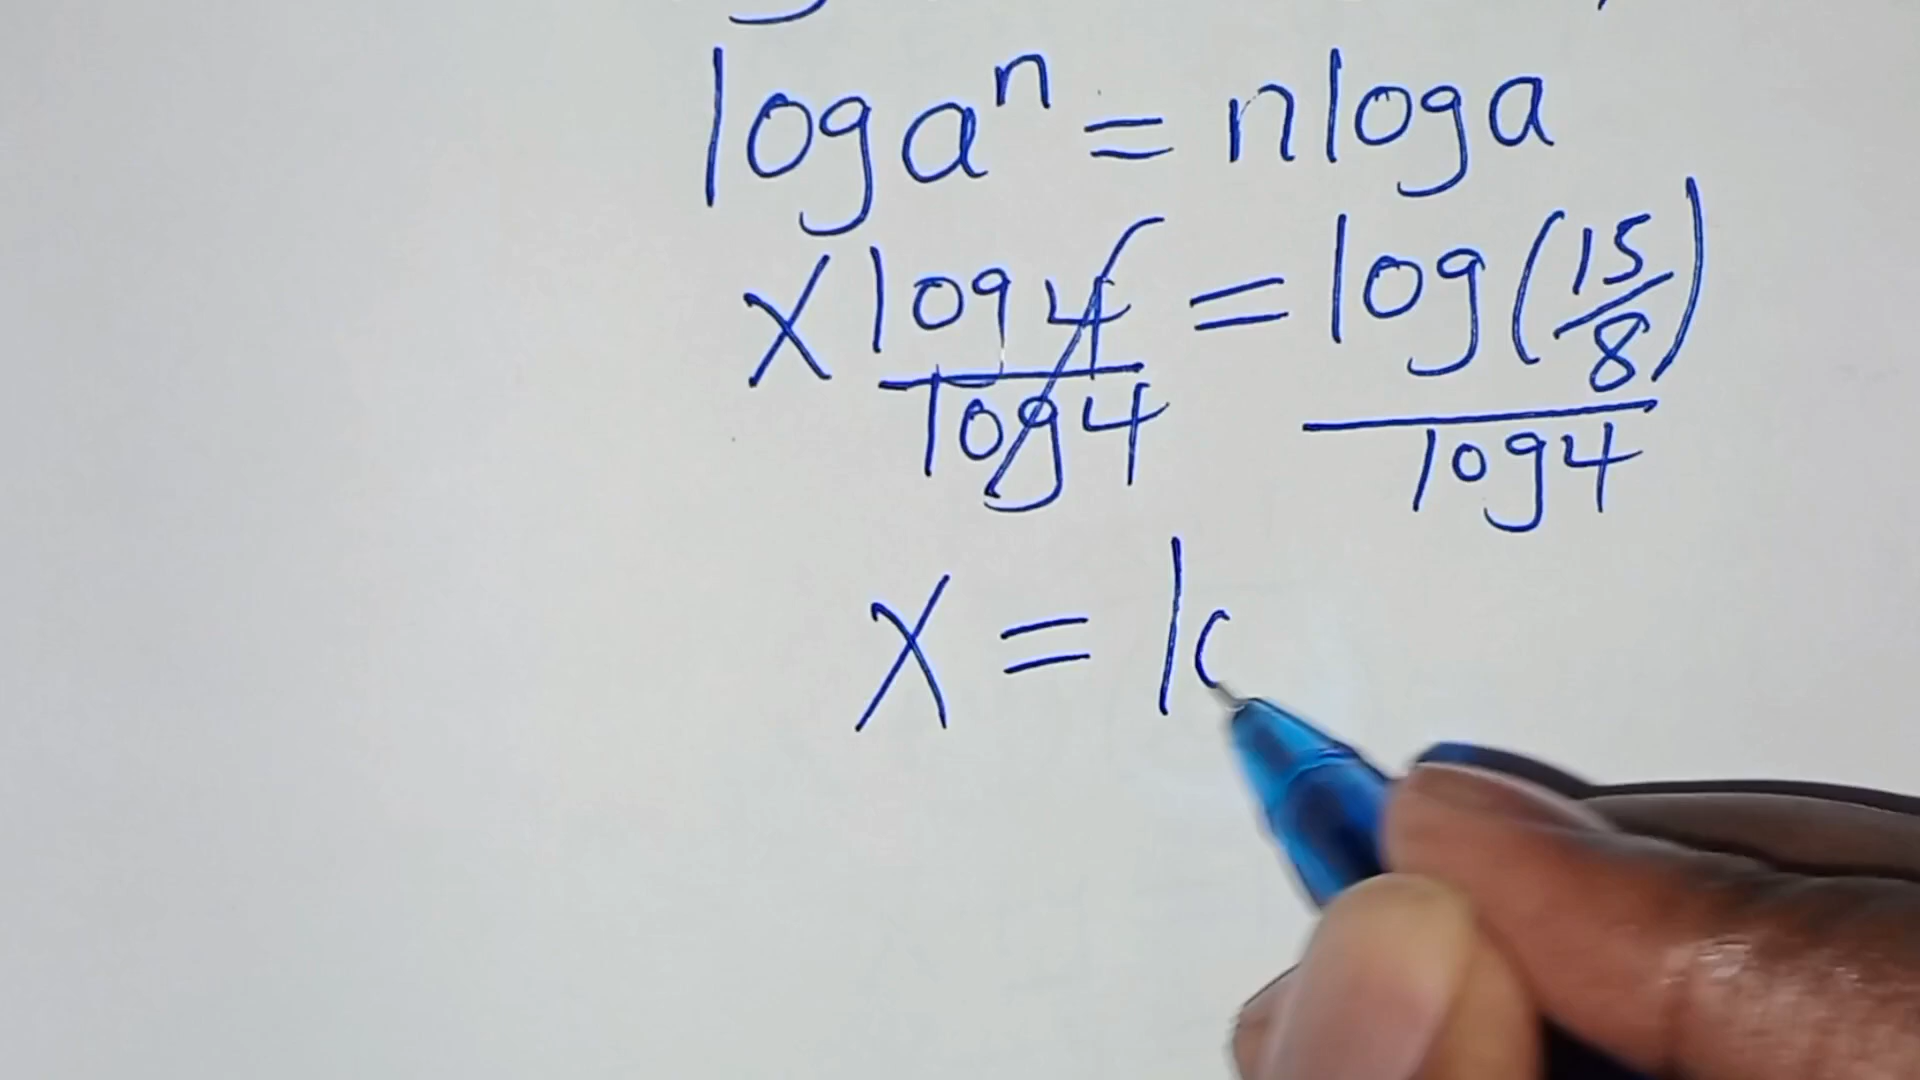 log aⁿ = n log a
x log 4 / log 4 = log (15/8) / log 4
x = lo